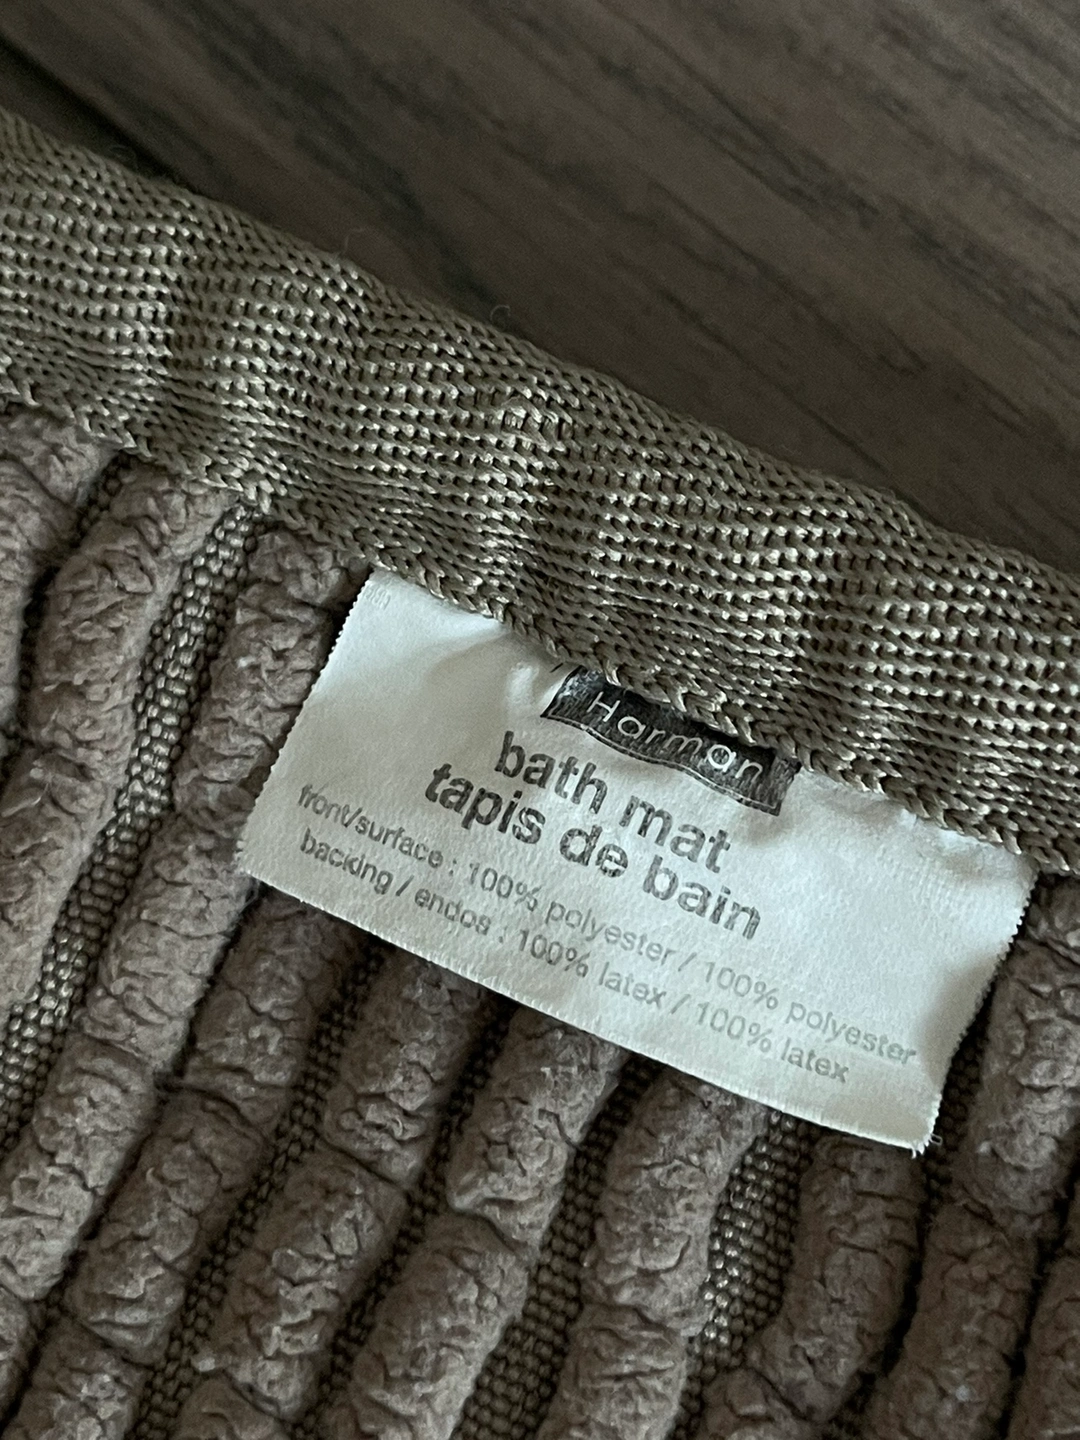 Harman
bath mat
tapis de bain
front/surface : 100% polyester / 100% polyester
backing / endos : 100% latex / 100% latex